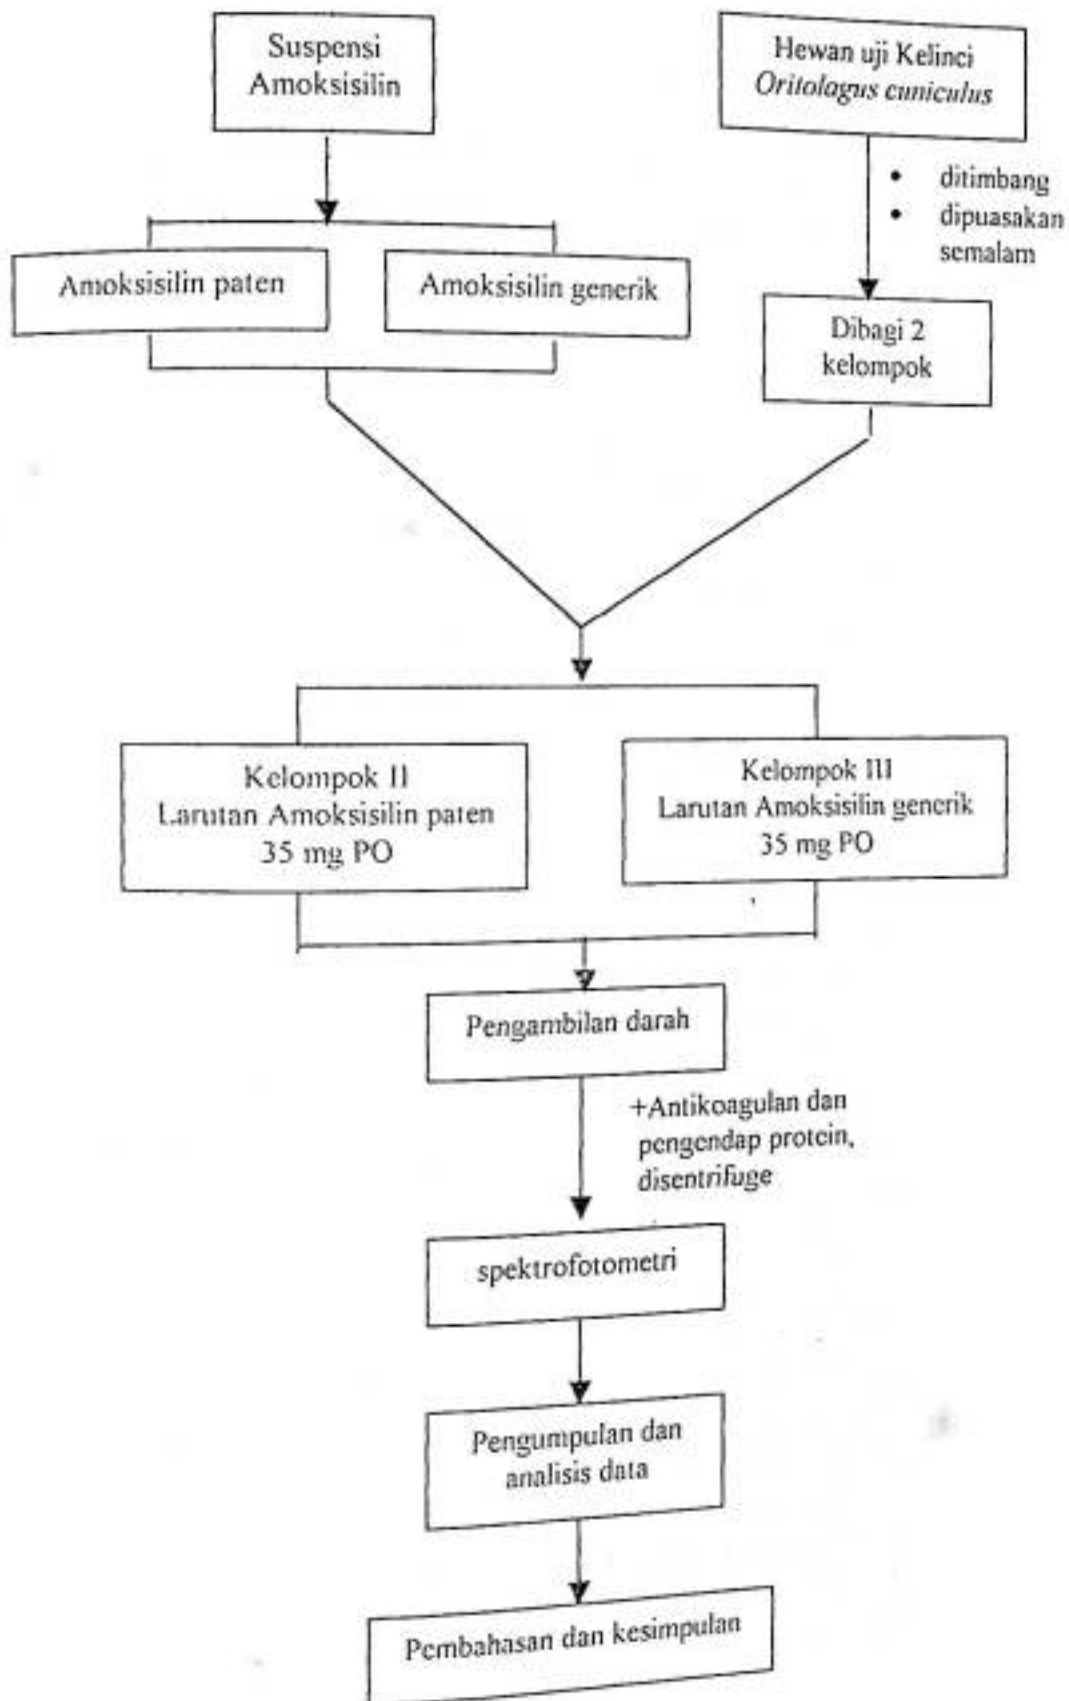 Suspensi
Amoksisilin
Hewan uji Kelinci
Oritolagus cuniculus
• ditimbang
• dipuasakan
semalam
Amoksisilin paten
Amoksisilin generik
Dibagi 2
kelompok
Kelompok II
Larutan Amoksisilin paten
35 mg PO
Kelompok III
Larutan Amoksisilin generik
35 mg PO
Pengambilan darah
+Antikoagulan dan
pengendap protein,
disentrifuge
spektrofotometri
Pengumpulan dan
analisis data
Pembahasan dan kesimpulan